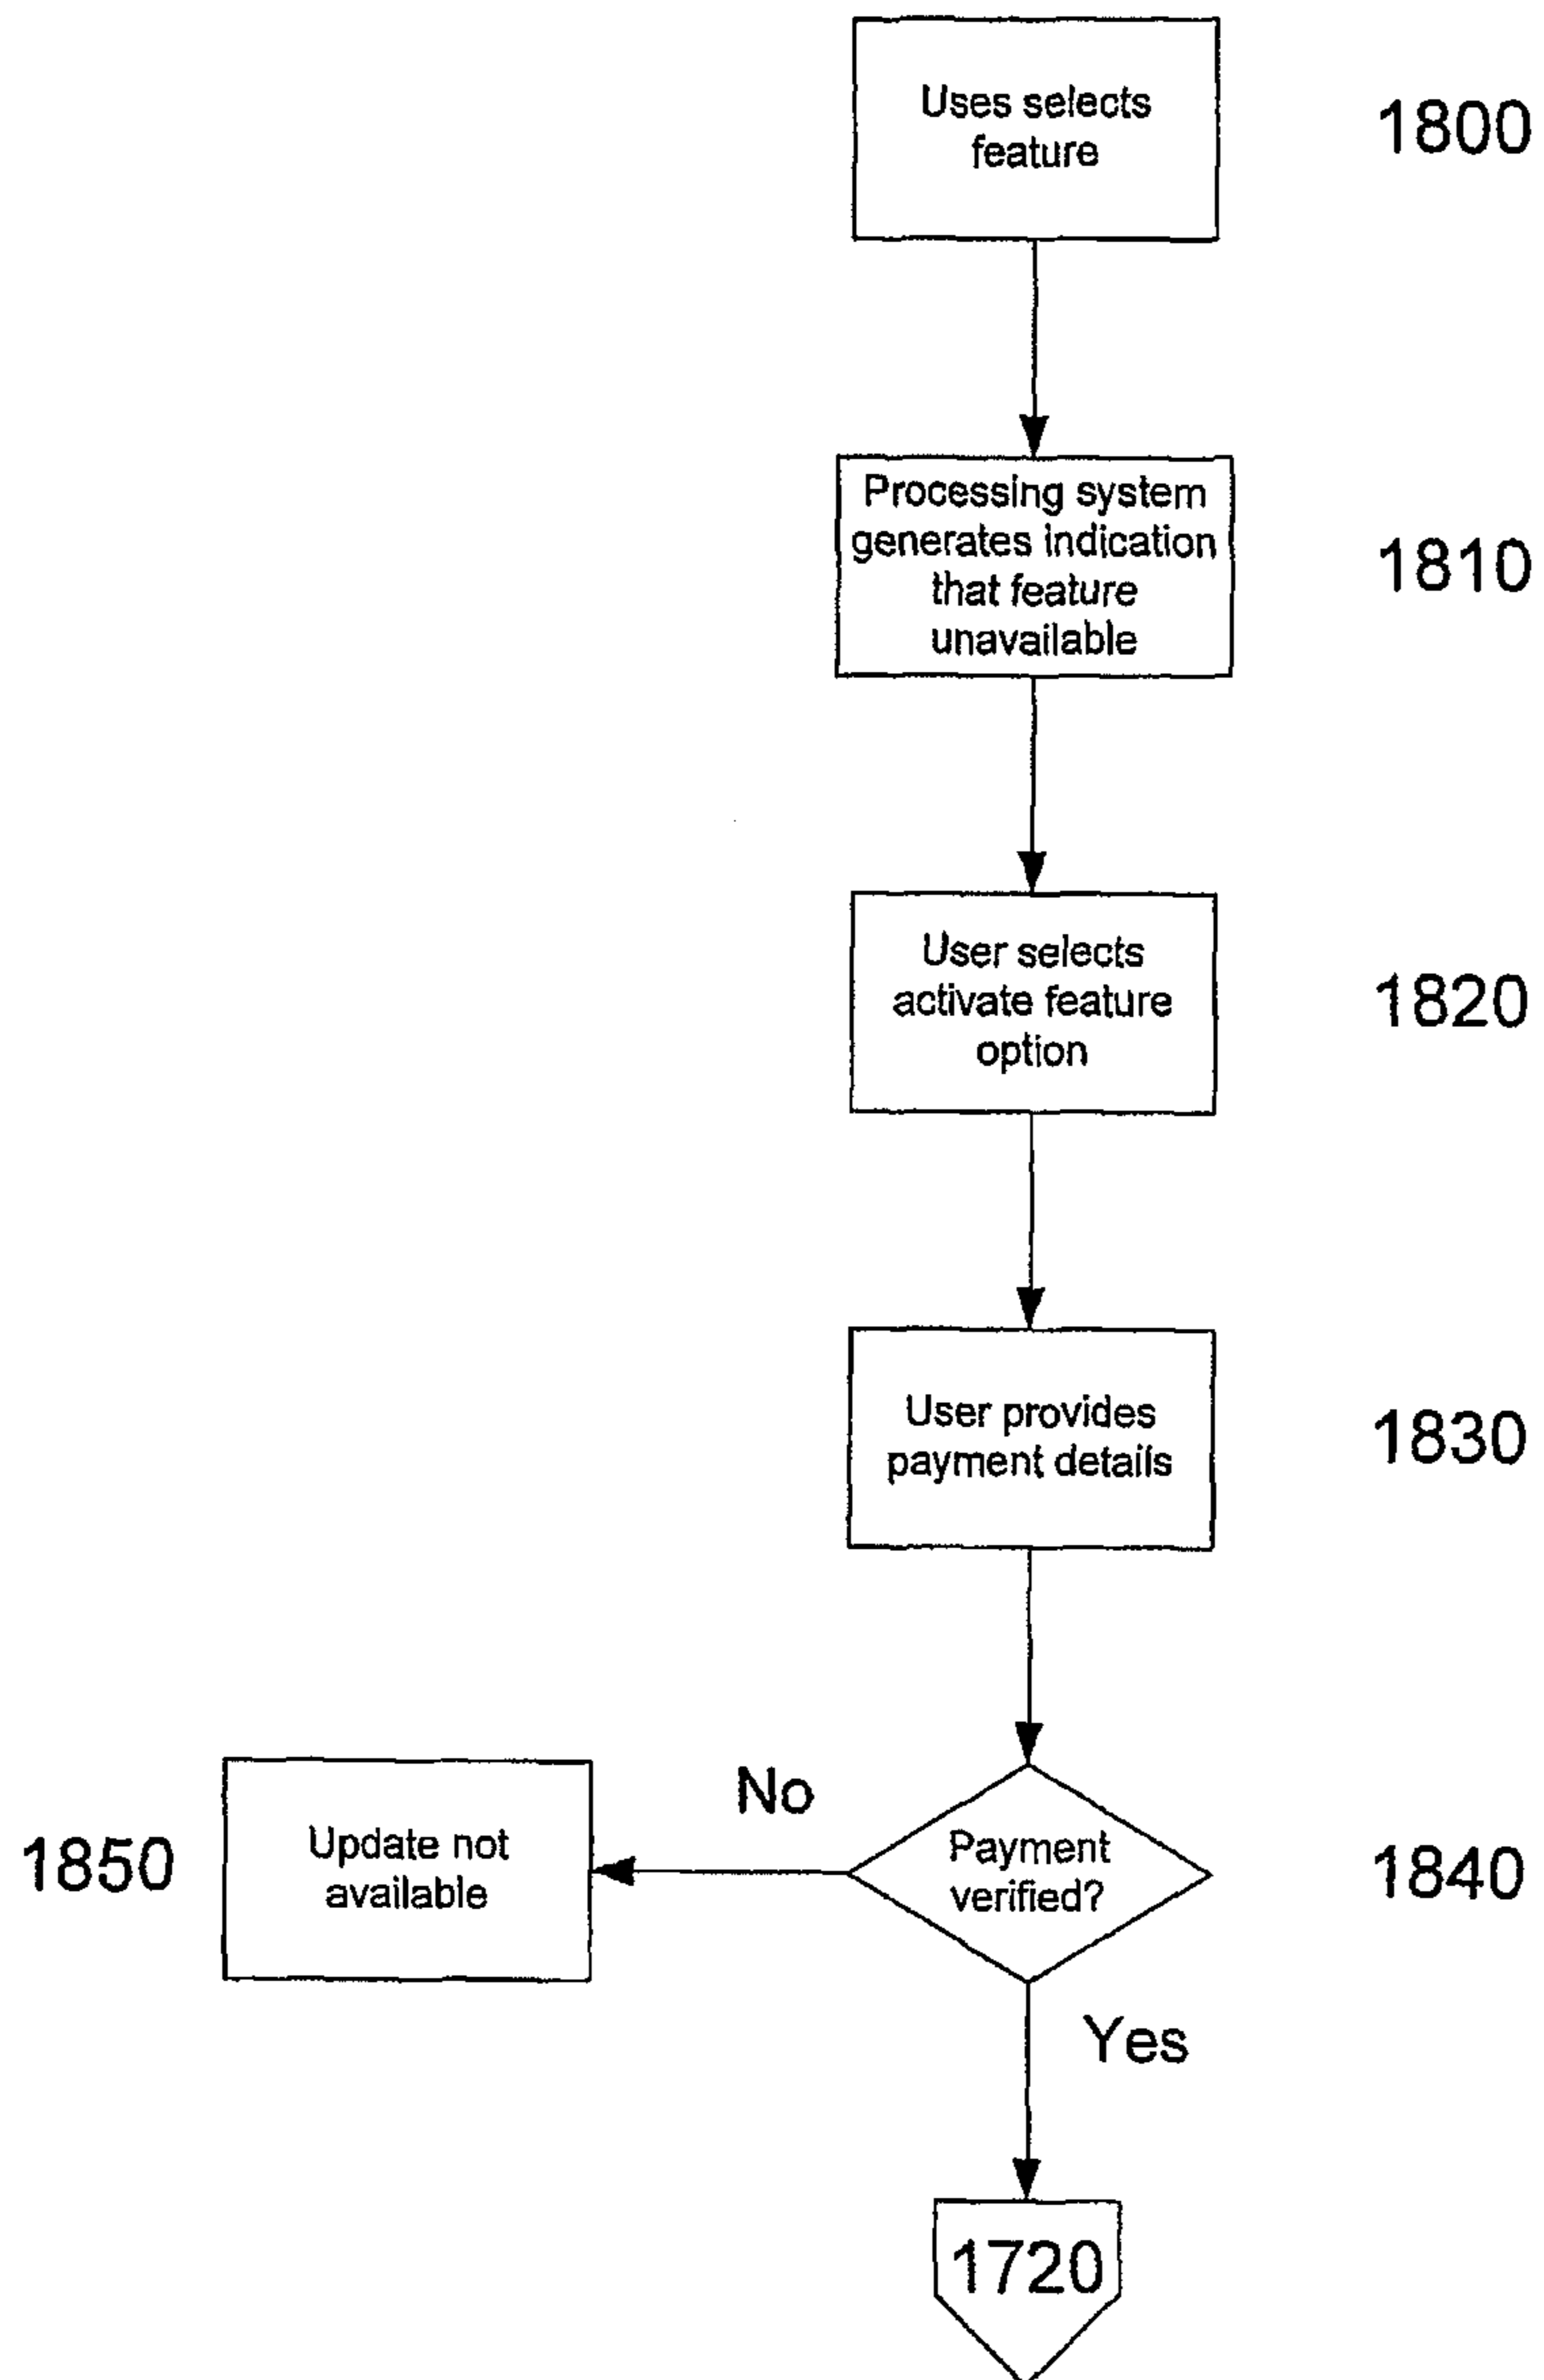 Uses selects
feature
1800
Processing system
generates indication
that feature
unavailable
1810
User selects
activate feature
option
1820
User provides
payment details
1830
1850
Update not
available
No
Payment
verified?
1840
Yes
1720